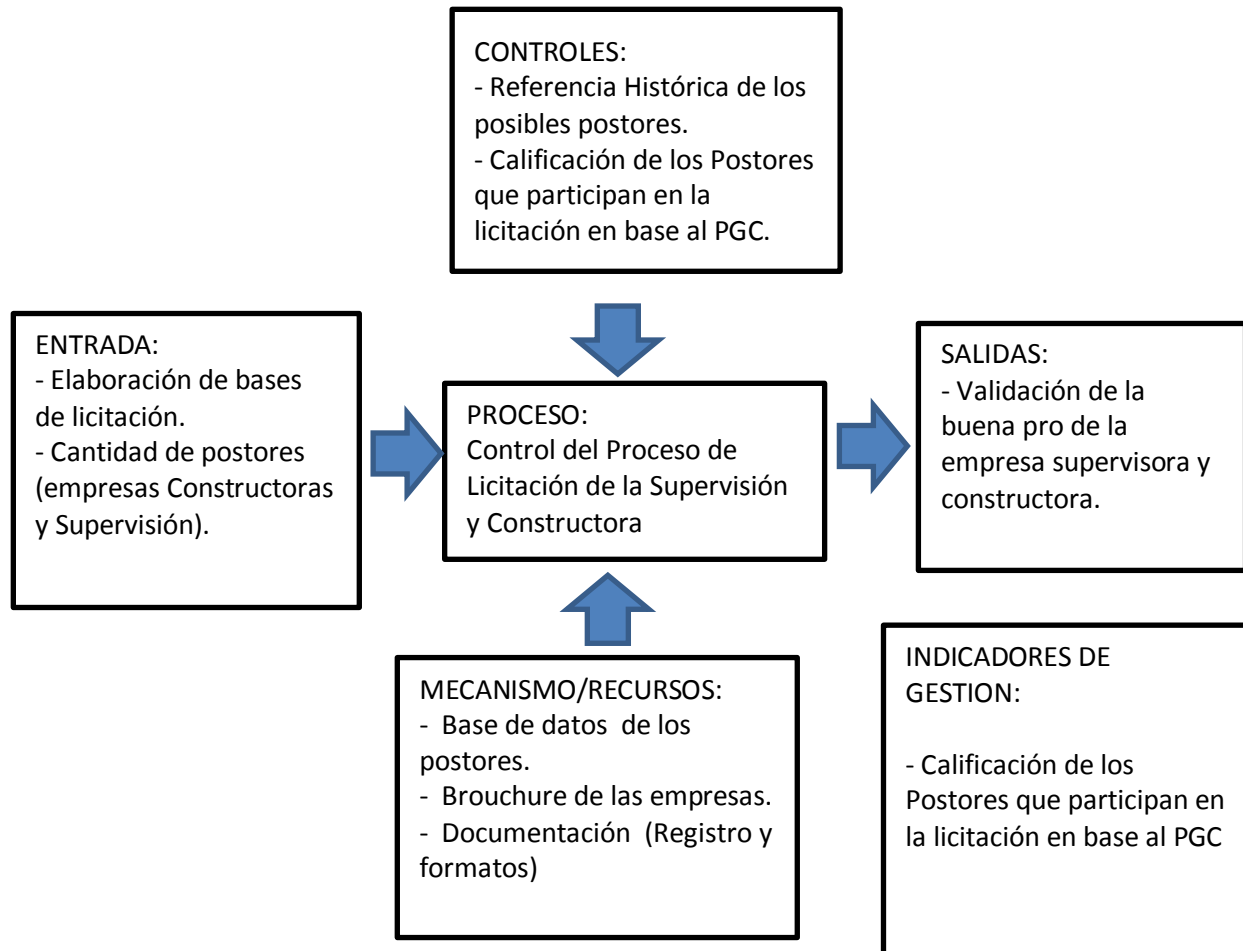 CONTROLES:
- Referencia Histórica de los
posibles postores.
- Calificación de los Postores
que participan en la
licitación en base al PGC.
ENTRADA:
- Elaboración de bases
de licitación.
- Cantidad de postores
(empresas Constructoras
y Supervisión).
PROCESO:
Control del Proceso de
Licitación de la Supervisión
y Constructora
SALIDAS:
- Validación de la
buena pro de la
empresa supervisora y
constructora.
MECANISMO/RECURSOS:
- Base de datos de los
postores.
- Brouchure de las empresas.
- Documentación (Registro y
formatos)
INDICADORES DE
GESTION:
- Calificación de los
Postores que participan en
la licitación en base al PGC